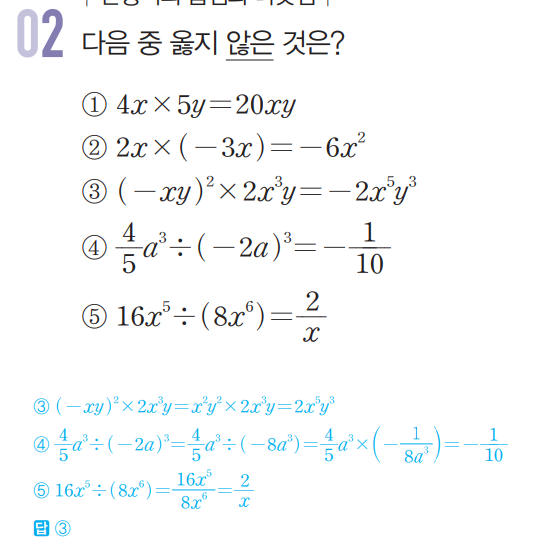 02
다음 중 옳지 않은 것은?
① 4x×5y=20xy
② 2x×(-3x)=-6x²
③ (-xy)²×2x³y=-2x⁵y³
④ 4/5a³÷(-2a)³=-1/10
⑤ 16x⁵÷(8x⁶)=2/x
③ (-xy)²×2x³y=x²y²×2x³y=2x⁵y³
④ 4/5a³÷(-2a)³=4/5a³÷(-8a³)=4/5a³×(-1/8a³)=-1/10
⑤ 16x⁵÷(8x⁶)=16x⁵/8x⁶=2/x
답 ③